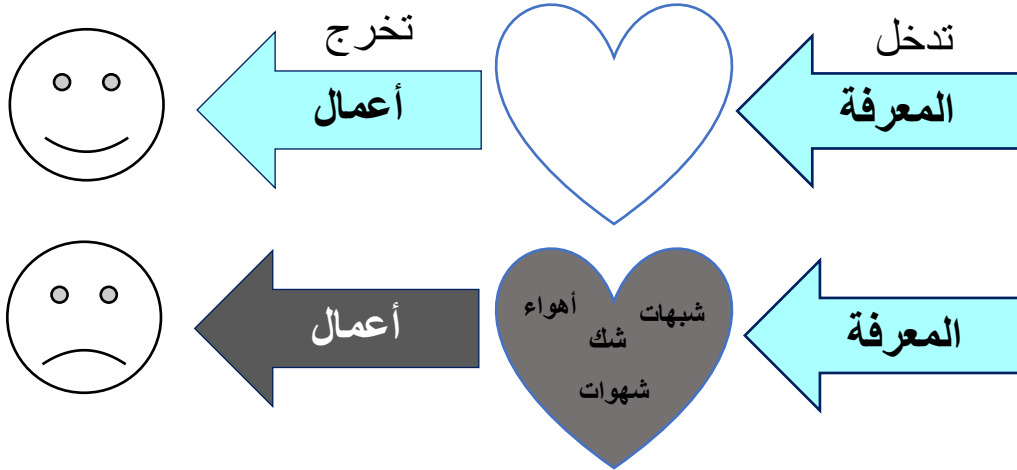 تدخل
المعرفة
تخرج
أعمال
المعرفة
شبهات
أهواء
شك
شهوات
أعمال